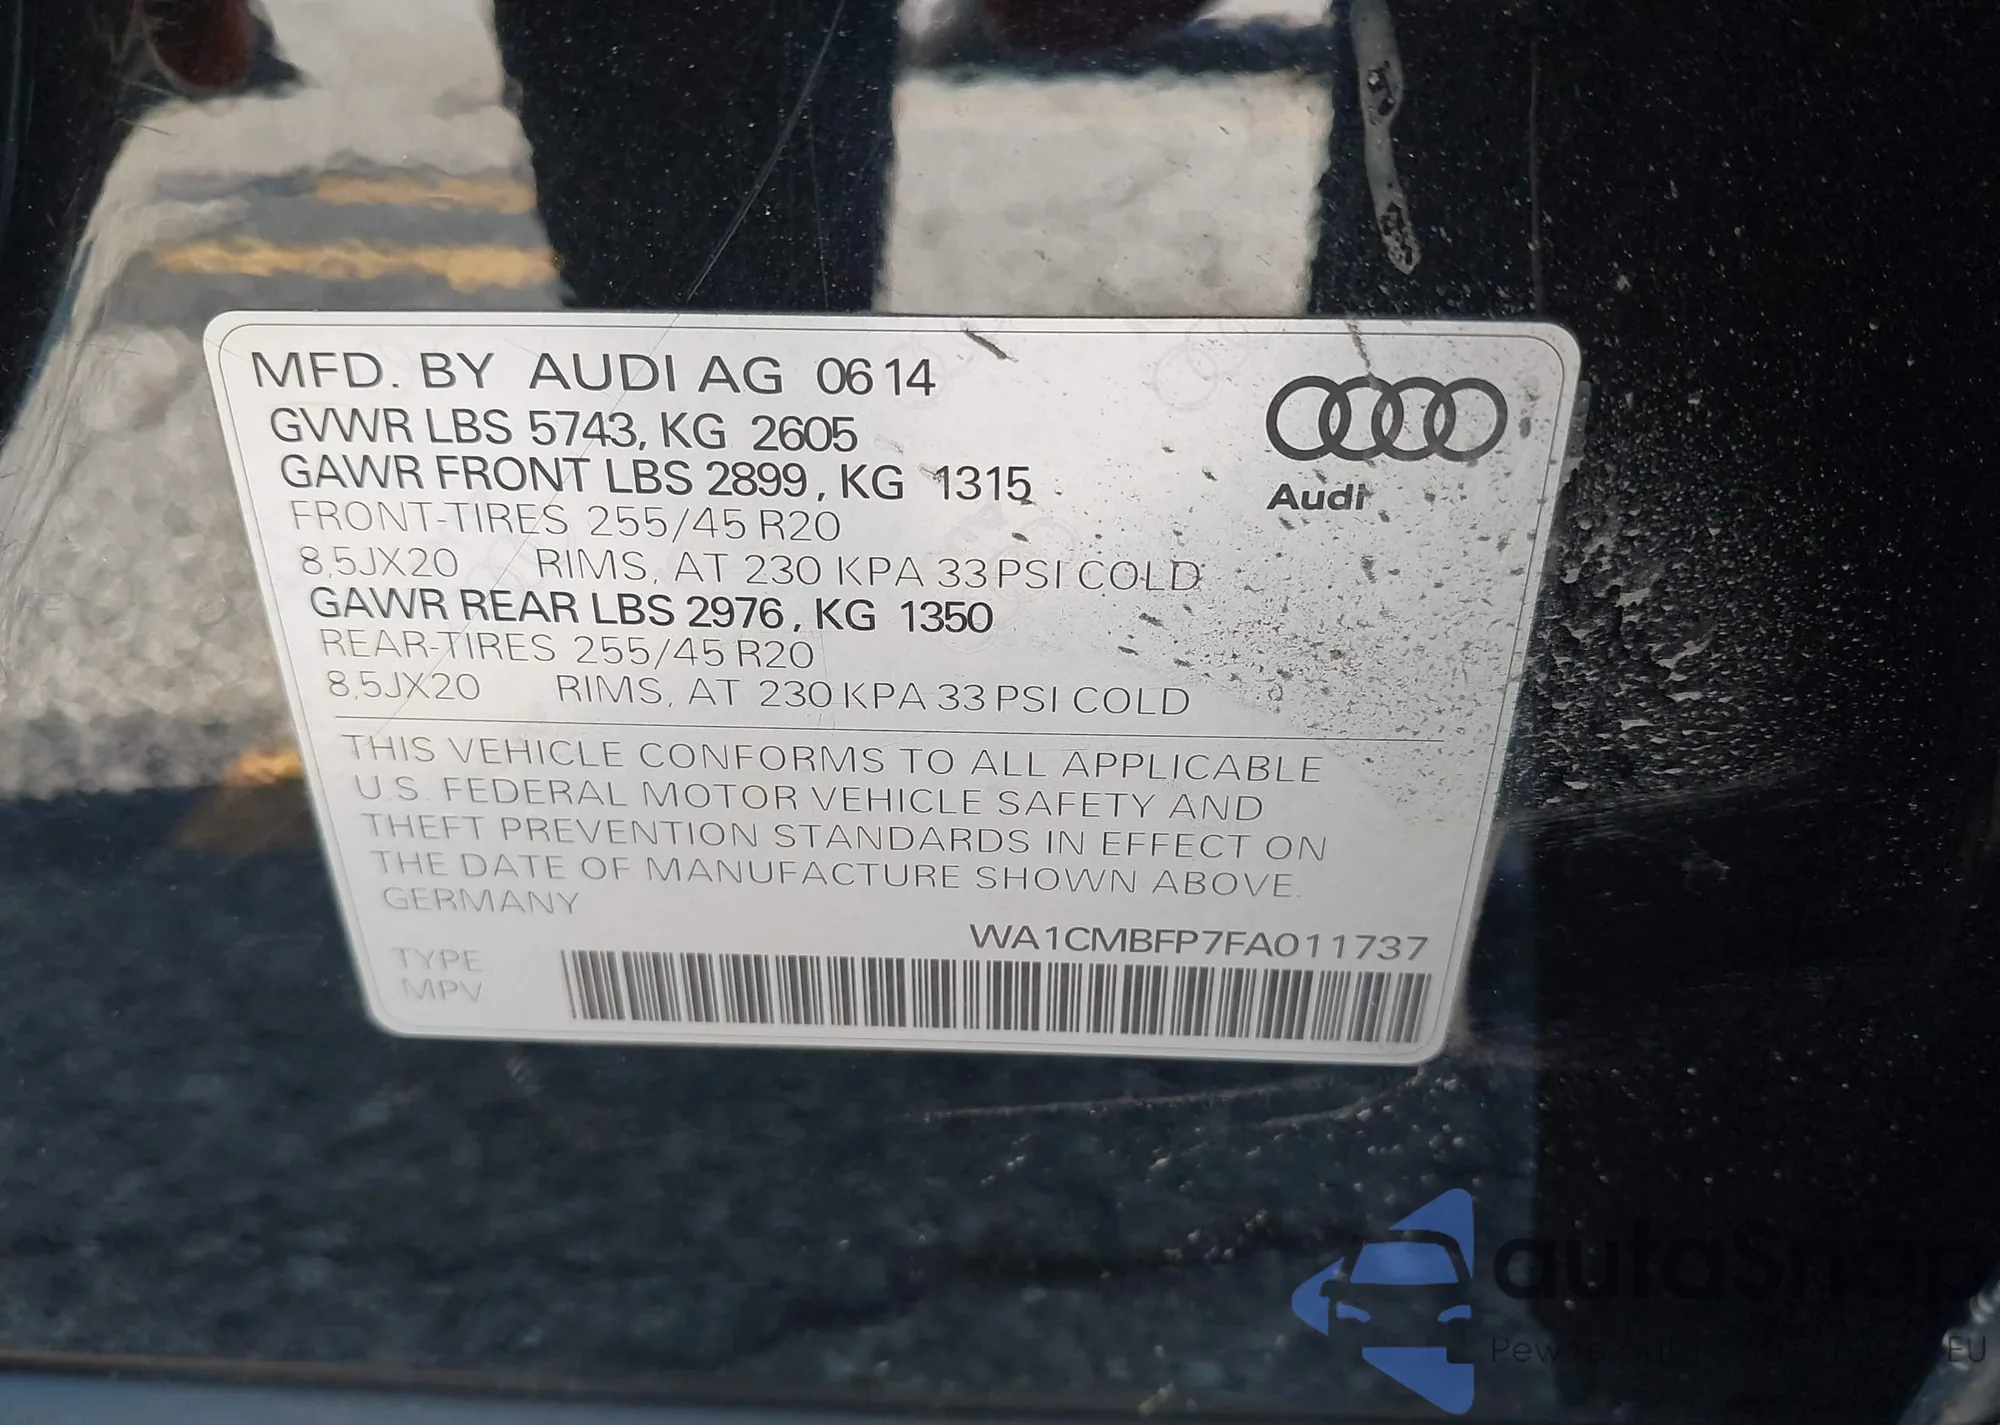 MFD. BY AUDI AG 06 14
GVWR LBS 5743, KG 2605
GAWR FRONT LBS 2899, KG 1315
FRONT-TIRES 255/45 R20
8,5JX20 RIMS, AT 230 KPA 33 PSI COLD
GAWR REAR LBS 2976, KG 1350
REAR-TIRES 255/45 R20
8,5JX20 RIMS, AT 230 KPA 33 PSI COLD
Audi
THIS VEHICLE CONFORMS TO ALL APPLICABLE
U.S. FEDERAL MOTOR VEHICLE SAFETY AND
THEFT PREVENTION STANDARDS IN EFFECT ON
THE DATE OF MANUFACTURE SHOWN ABOVE.
GERMANY
WA1CMBFP7FA011737
TYPE:
MPV
autoSnap
EU